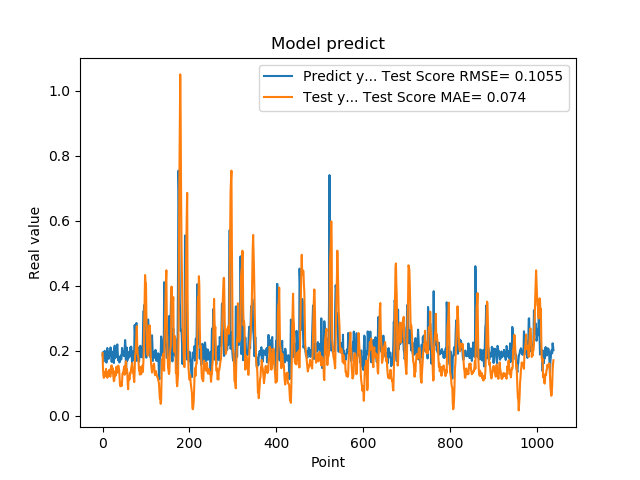 Model predict
Predict y... Test Score RMSE= 0.1055
Test y... Test Score MAE= 0.074
1.0
0.8
0.6
0.4
0.2
0.0
Real value
0 200 400 600 800 1000
Point